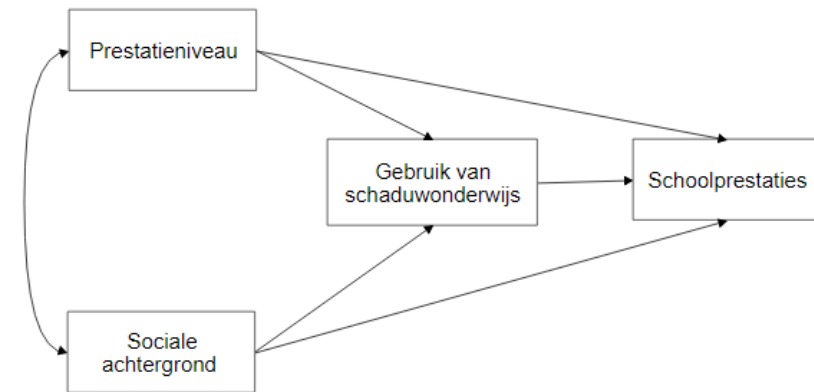 Prestatieniveau
Gebruik van
schaduwonderwijs
Schoolprestaties
Sociale
achtergrond